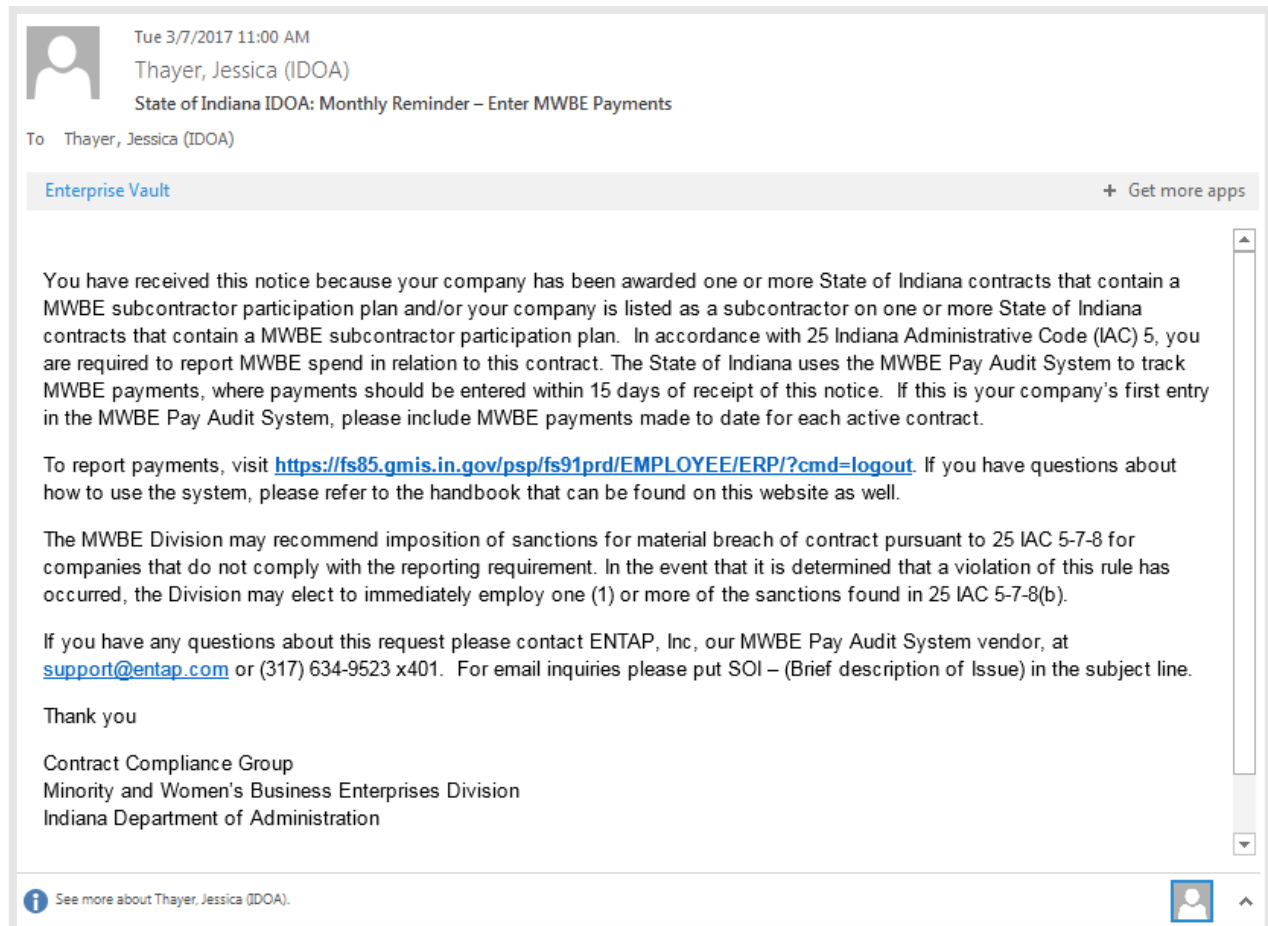 Tue 3/7/2017 11:00 AM
Thayer, Jessica (IDOA)
State of Indiana IDOA: Monthly Reminder – Enter MWBE Payments
To Thayer, Jessica (IDOA)
Enterprise Vault + Get more apps
You have received this notice because your company has been awarded one or more State of Indiana contracts that contain a
MWBE subcontractor participation plan and/or your company is listed as a subcontractor on one or more State of Indiana
contracts that contain a MWBE subcontractor participation plan.  In accordance with 25 Indiana Administrative Code (IAC) 5, you
are required to report MWBE spend in relation to this contract. The State of Indiana uses the MWBE Pay Audit System to track
MWBE payments, where payments should be entered within 15 days of receipt of this notice.  If this is your company's first entry
in the MWBE Pay Audit System, please include MWBE payments made to date for each active contract.
To report payments, visit https://fs85.gmis.in.gov/psp/fs91prd/EMPLOYEE/ERP/?cmd=logout. If you have questions about
how to use the system, please refer to the handbook that can be found on this website as well.
The MWBE Division may recommend imposition of sanctions for material breach of contract pursuant to 25 IAC 5-7-8 for
companies that do not comply with the reporting requirement. In the event that it is determined that a violation of this rule has
occurred, the Division may elect to immediately employ one (1) or more of the sanctions found in 25 IAC 5-7-8(b).
If you have any questions about this request please contact ENTAP, Inc, our MWBE Pay Audit System vendor, at
support@entap.com or (317) 634-9523 x401.  For email inquiries please put SOI – (Brief description of Issue) in the subject line.
Thank you
Contract Compliance Group
Minority and Women's Business Enterprises Division
Indiana Department of Administration
See more about Thayer, Jessica (IDOA).